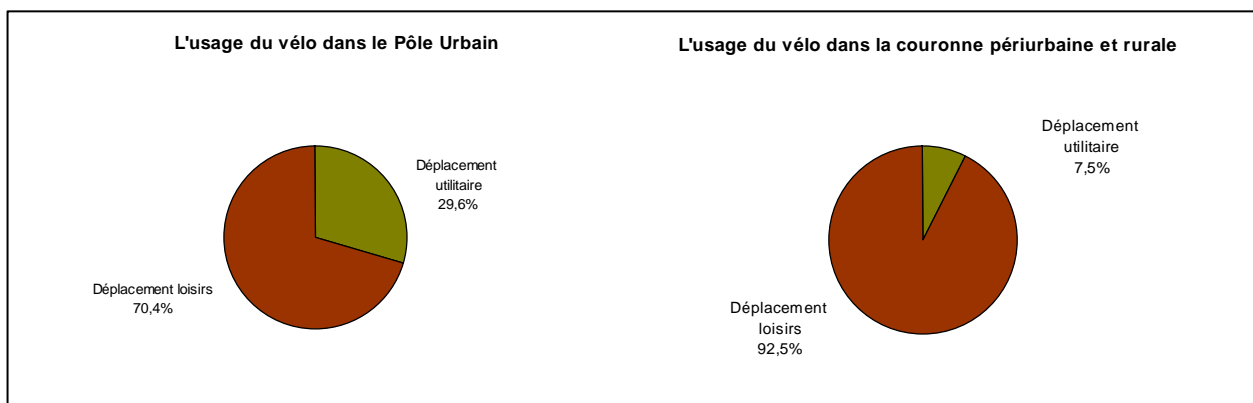 L'usage du vélo dans le Pôle Urbain
Déplacement
utilitaire
29,6%
Déplacement loisirs
70,4%
L'usage du vélo dans la couronne périurbaine et rurale
Déplacement
utilitaire
7,5%
Déplacement
loisirs
92,5%